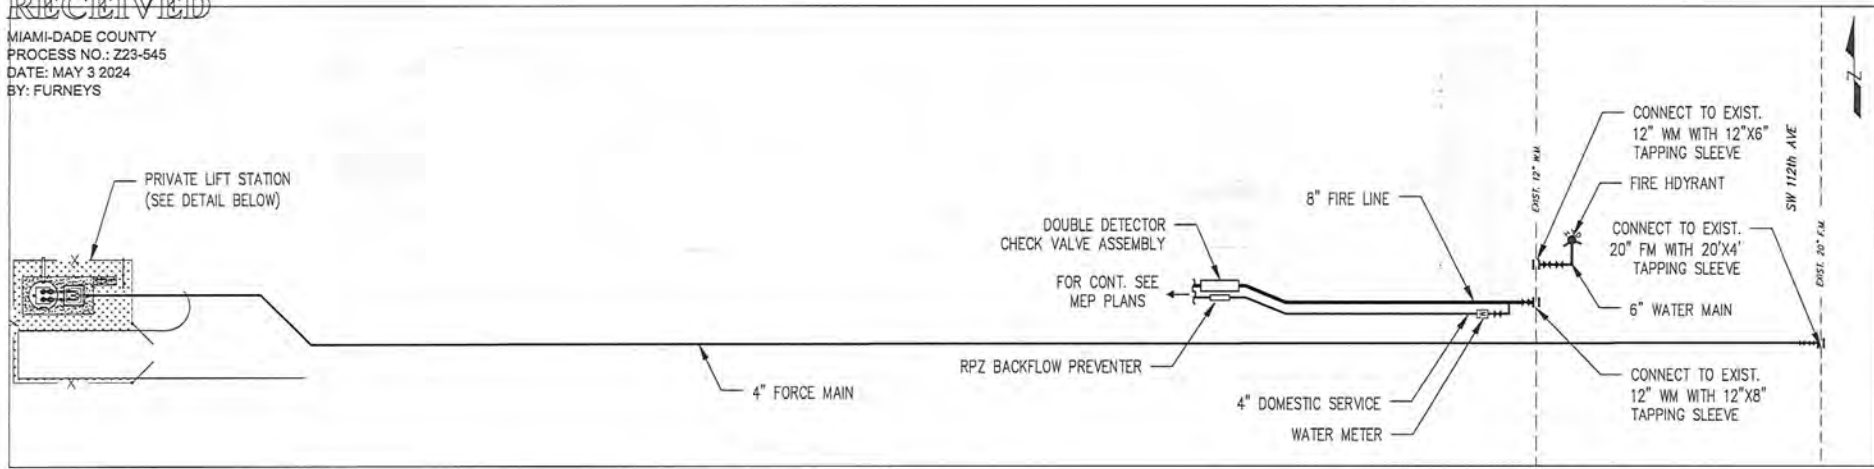 RECEIVED
MIAMI-DADE COUNTY
PROCESS NO.: Z23-545
DATE: MAY 3 2024
BY: FURNEYS
PRIVATE LIFT STATION
(SEE DETAIL BELOW)
4" FORCE MAIN
DOUBLE DETECTOR
CHECK VALVE ASSEMBLY
FOR CONT. SEE
MEP PLANS
RPZ BACKFLOW PREVENTER
8" FIRE LINE
4" DOMESTIC SERVICE
WATER METER
EXIST. 12" W.M.
CONNECT TO EXIST.
12" WM WITH 12"X6"
TAPPING SLEEVE
FIRE HDYRANT
CONNECT TO EXIST.
20" FM WITH 20'X4'
TAPPING SLEEVE
6" WATER MAIN
CONNECT TO EXIST.
12" WM WITH 12"X8"
TAPPING SLEEVE
SW 112th AVE
EXIST. 20" F.M.
N